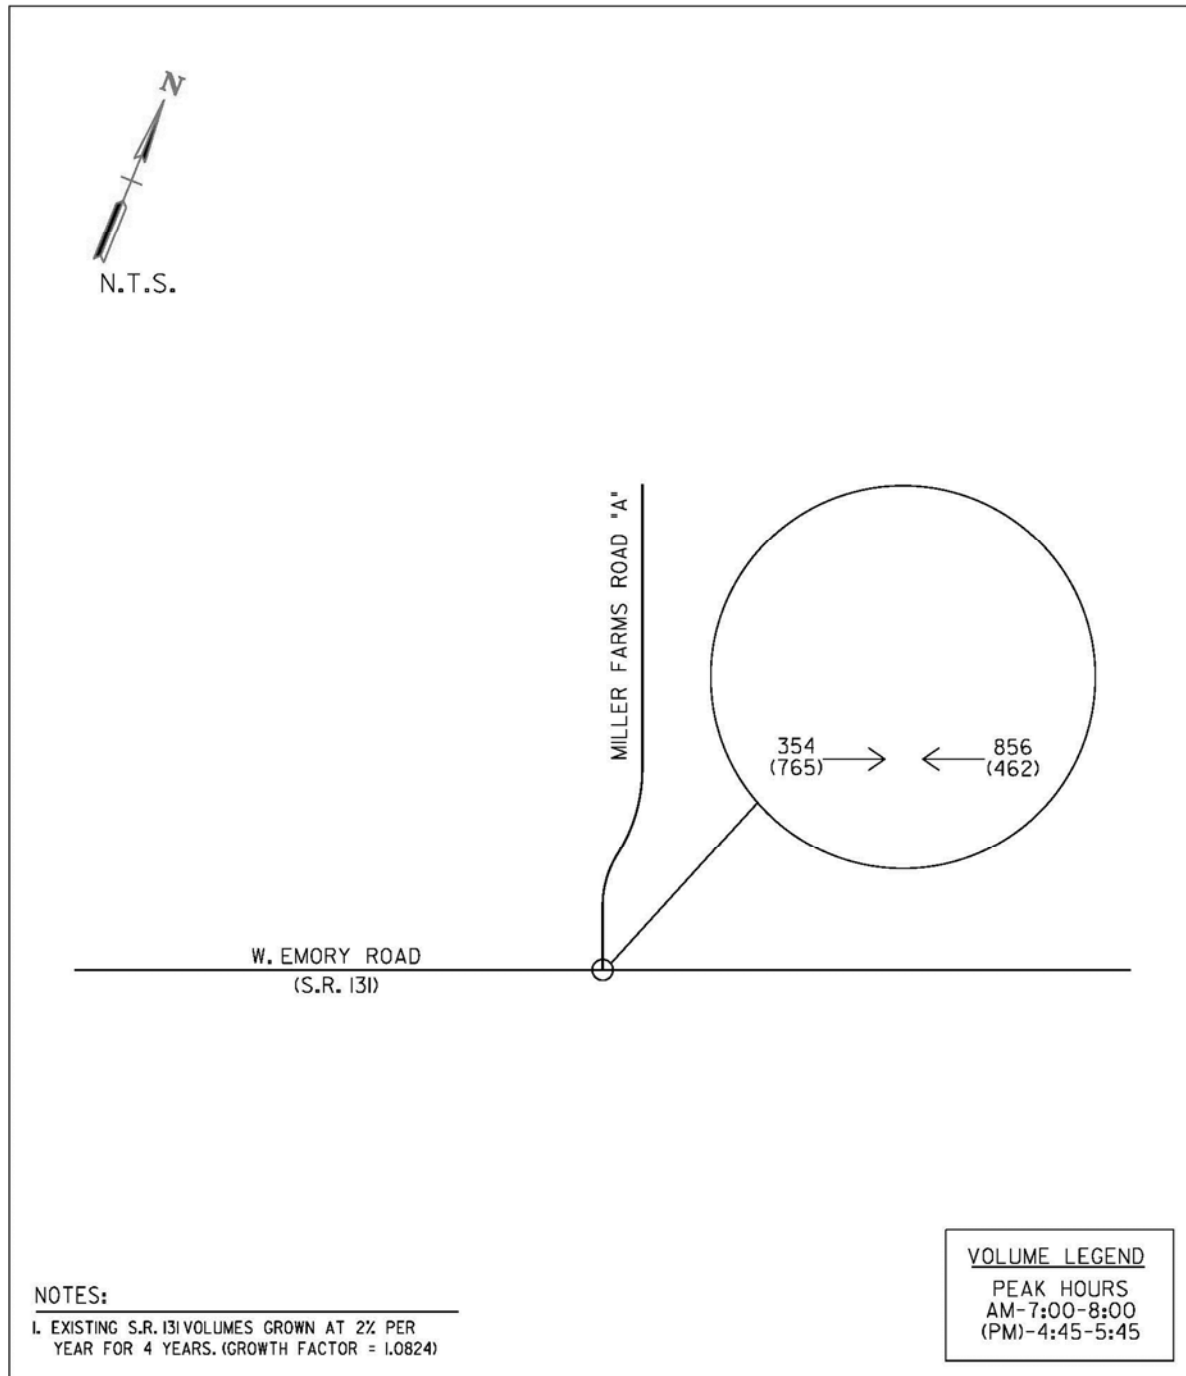 N
N.T.S.
MILLER FARMS ROAD "A"
354
(765)
856
(462)
W. EMORY ROAD
(S.R. 131)
NOTES:
1. EXISTING S.R. 131 VOLUMES GROWN AT 2% PER
YEAR FOR 4 YEARS. (GROWTH FACTOR = 1.0824)
VOLUME LEGEND
PEAK HOURS
AM-7:00-8:00
(PM)-4:45-5:45